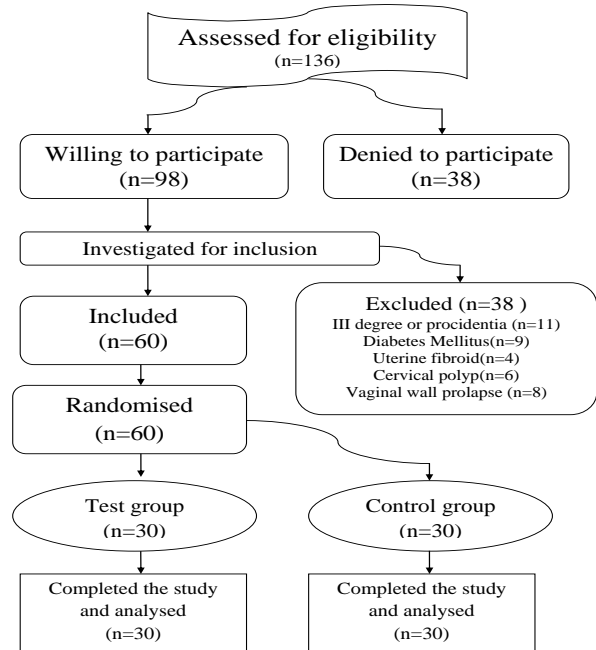 Assessed for eligibility
(n=136)
Willing to participate
(n=98)
Denied to participate
(n=38)
Investigated for inclusion
Included
(n=60)
Excluded (n=38 )
III degree or procidentia (n=11)
Diabetes Mellitus(n=9)
Uterine fibroid(n=4)
Cervical polyp(n=6)
Vaginal wall prolapse (n=8)
Randomised
(n=60)
Test group
(n=30)
Control group
(n=30)
Completed the study
and analysed
(n=30)
Completed the study
and analysed
(n=30)